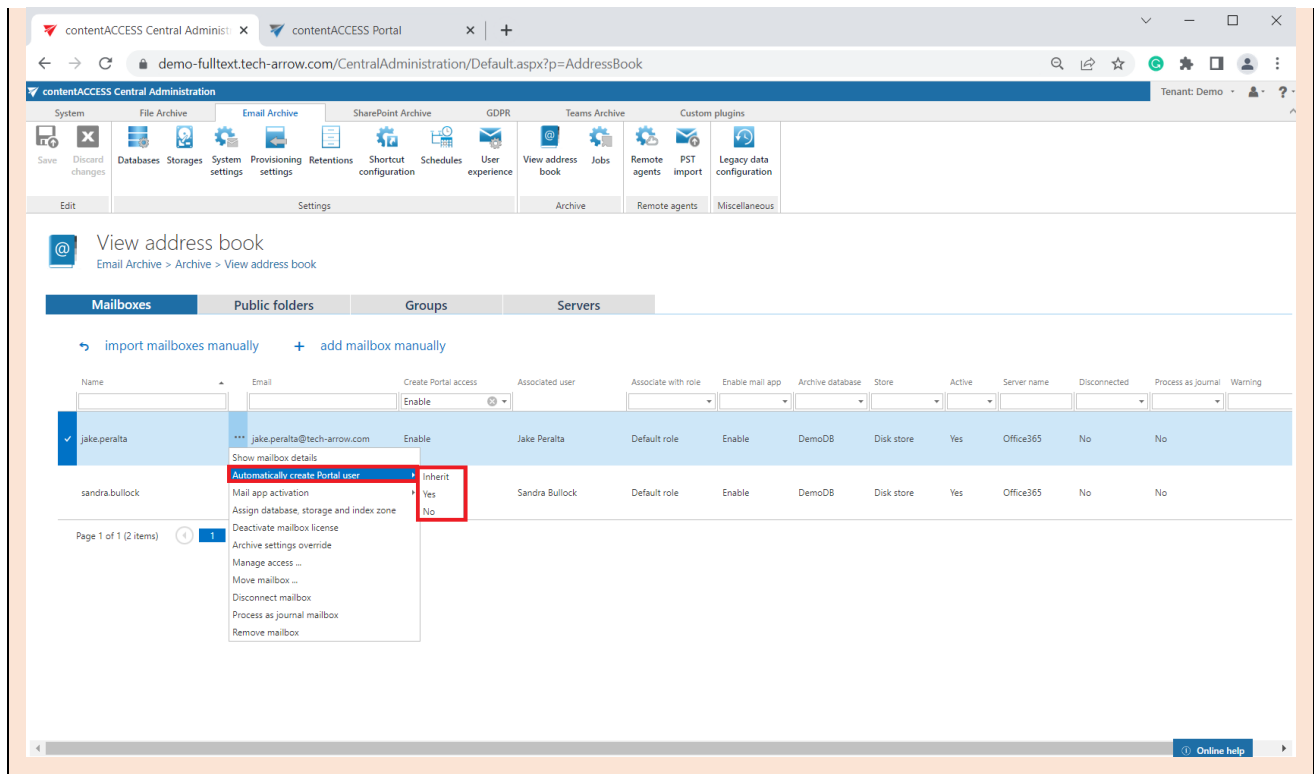 contentACCESS Central Administ
contentACCESS Portal
demo-fulltext.tech-arrow.com/CentralAdministration/Default.aspx?p=AddressBook
contentACCESS Central Administration
Tenant: Demo
System File Archive Email Archive SharePoint Archive GDPR Teams Archive Custom plugins
Save Discard changes Databases Storages System settings Provisioning settings Retentions Shortcut configuration Schedules User experience View address book Jobs Remote agents PST import Legacy data configuration
Edit Settings Archive Remote agents Miscellaneous
View address book
Email Archive > Archive > View address book
Mailboxes Public folders Groups Servers
import mailboxes manually + add mailbox manually
Name Email Create Portal access Associated user Associate with role Enable mail app Archive database Store Active Server name Disconnected Process as journal Warning
Enable
jake.peralta ••• jake.peralta@tech-arrow.com Enable Jake Peralta Default role Enable DemoDB Disk store Yes Office365 No No
Show mailbox details
Automatically create Portal user
Inherit
Yes
No
sandra.bullock Sandra Bullock Default role Enable DemoDB Disk store Yes Office365 No No
Mail app activation
Assign database, storage and index zone
Deactivate mailbox license
Archive settings override
Manage access ...
Move mailbox ...
Disconnect mailbox
Process as journal mailbox
Remove mailbox
Page 1 of 1 (2 items) 1
Online help